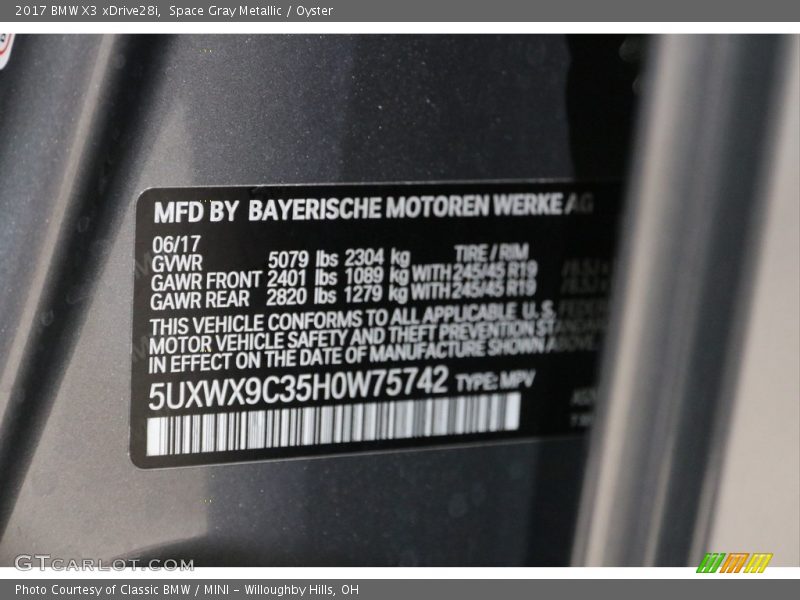 2017 BMW X3 xDrive28i, Space Gray Metallic / Oyster
MFD BY BAYERISCHE MOTOREN WERKE AG
06/17
GVWR 5079 lbs 2304 kg TIRE / RIM
GAWR FRONT 2401 lbs 1089 kg WITH 245/45 R19
GAWR REAR 2820 lbs 1279 kg WITH 245/45 R19
THIS VEHICLE CONFORMS TO ALL APPLICABLE U.S. FEDERAL
MOTOR VEHICLE SAFETY AND THEFT PREVENTION STANDARDS
IN EFFECT ON THE DATE OF MANUFACTURE SHOWN ABOVE
5UXWX9C35H0W75742 TYPE: MPV
GTCARLOT.COM
Photo Courtesy of Classic BMW / MINI - Willoughby Hills, OH